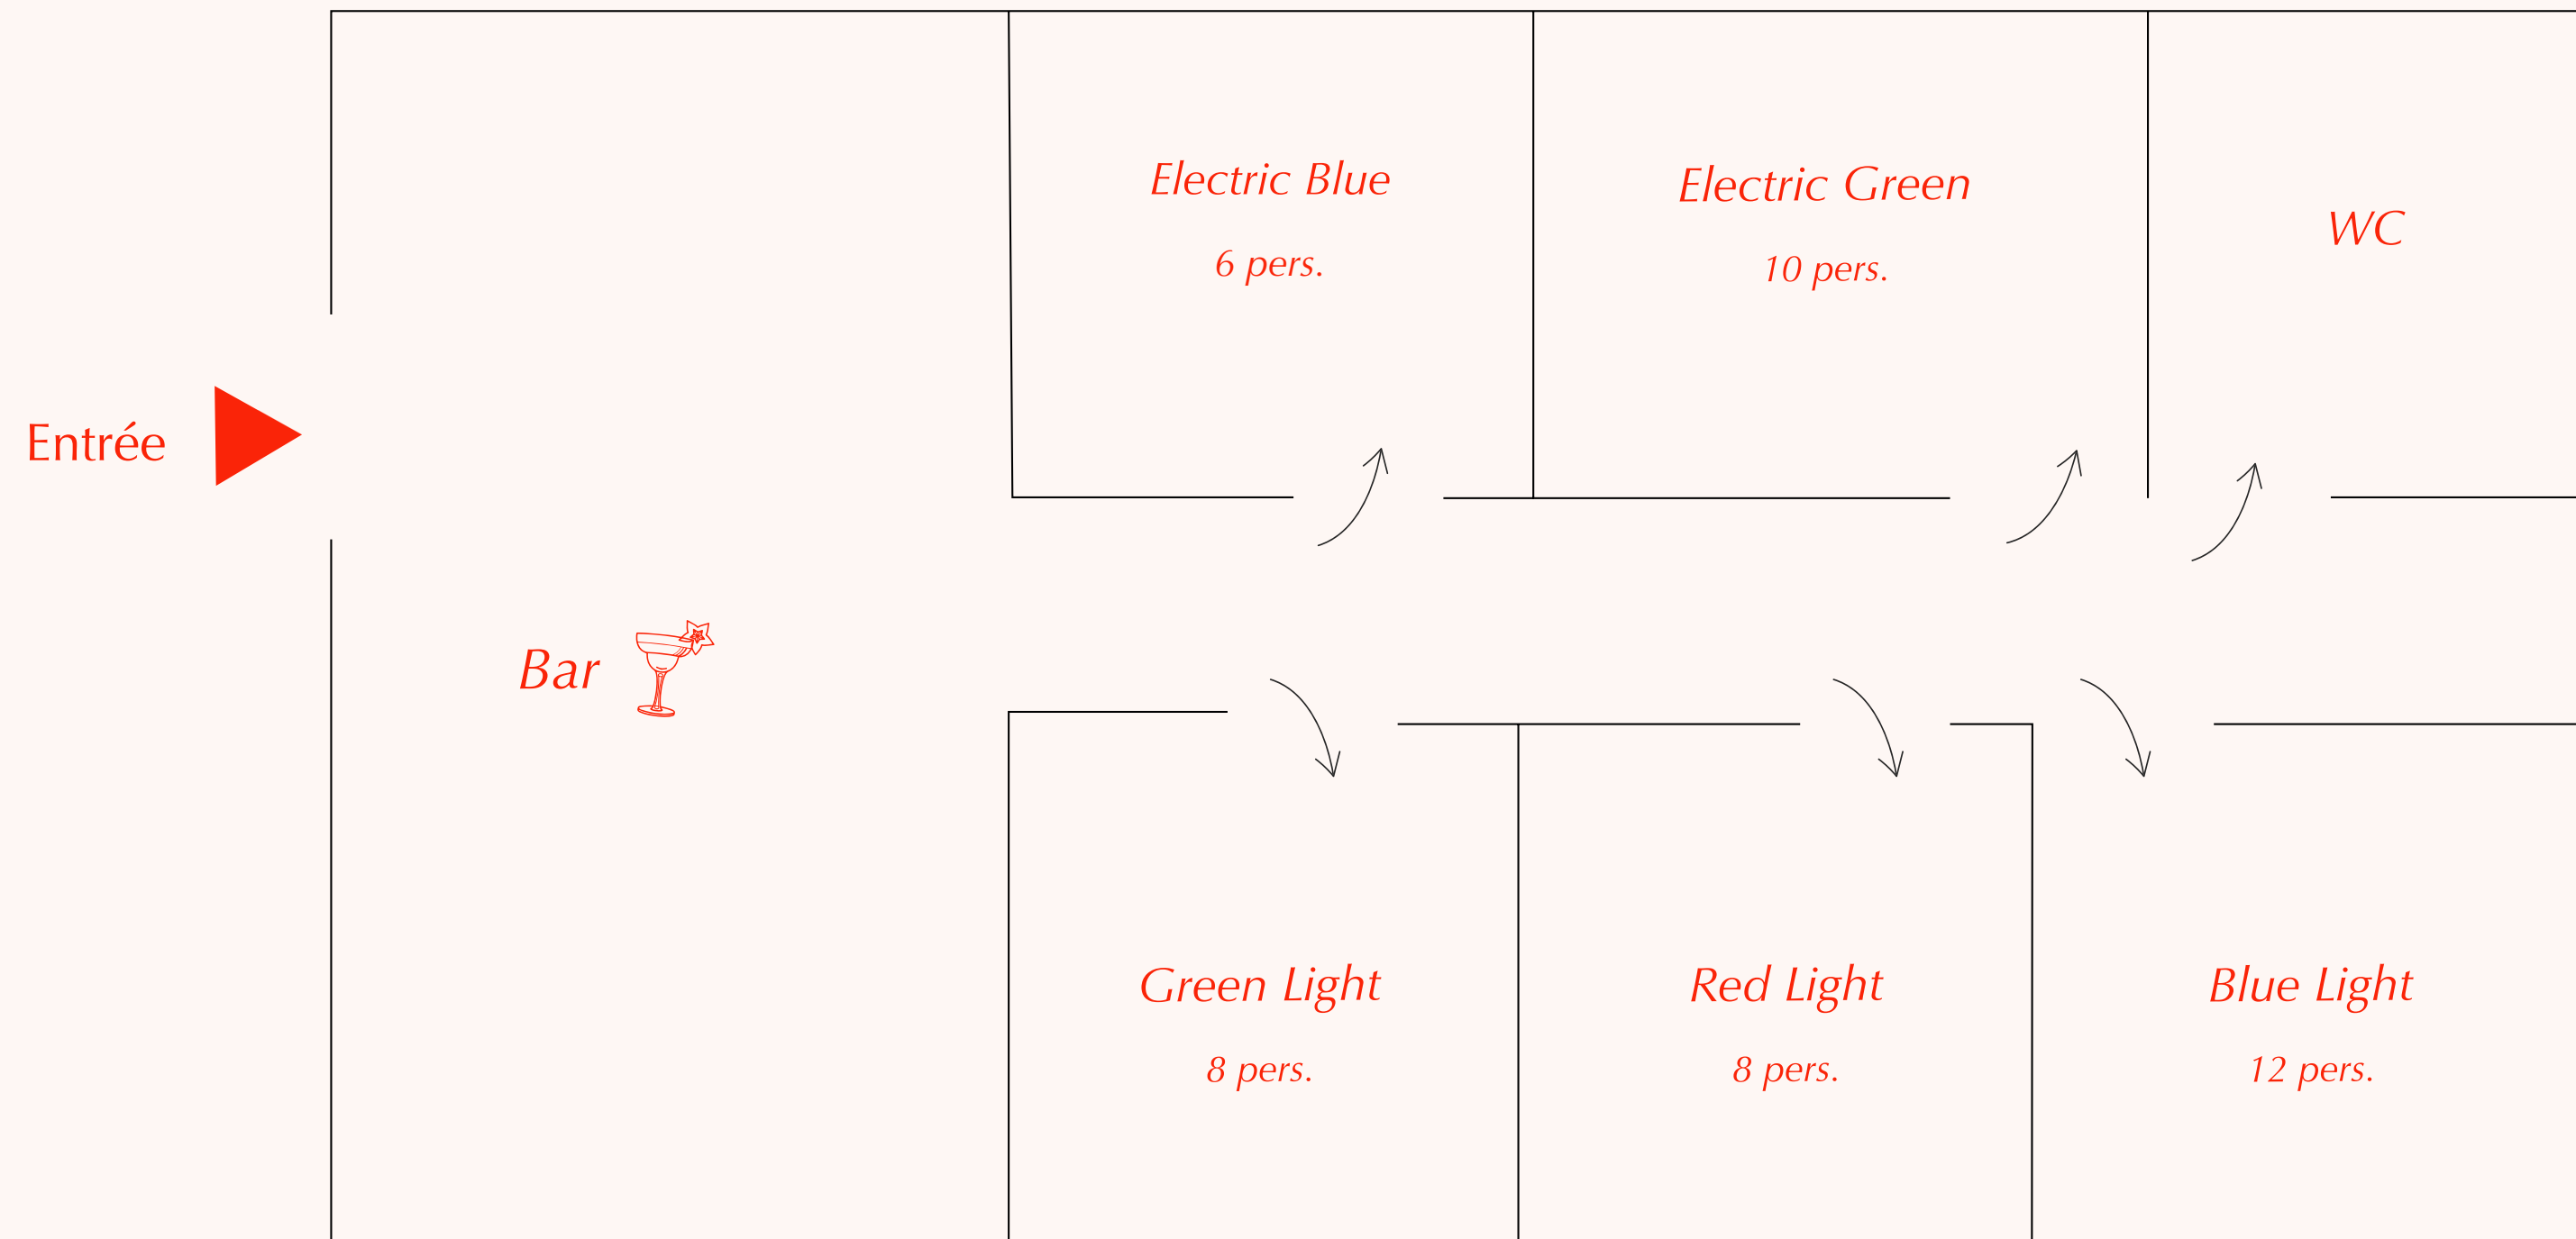 Entrée
Bar
Electric Blue
6 pers.
Electric Green
10 pers.
WC
Green Light
8 pers.
Red Light
8 pers.
Blue Light
12 pers.